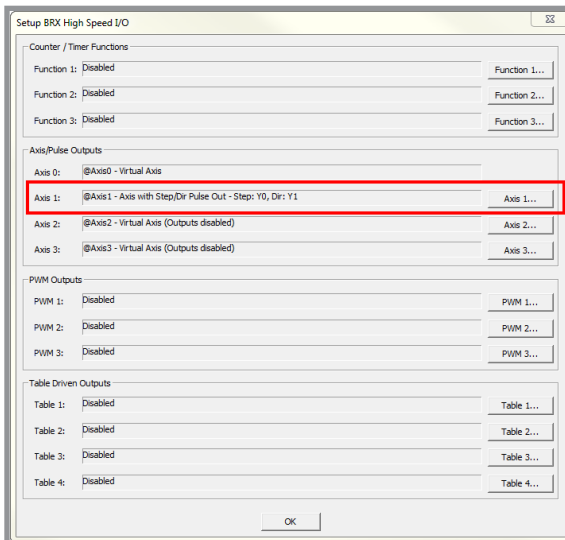 Setup BRX High Speed I/O
Counter / Timer Functions
Function 1: Disabled Function 1...
Function 2: Disabled Function 2...
Function 3: Disabled Function 3...
Axis/Pulse Outputs
Axis 0: @Axis0 - Virtual Axis
Axis 1: @Axis1 - Axis with Step/Dir Pulse Out - Step: Y0, Dir: Y1 Axis 1...
Axis 2: @Axis2 - Virtual Axis (Outputs disabled) Axis 2...
Axis 3: @Axis3 - Virtual Axis (Outputs disabled) Axis 3...
PWM Outputs
PWM 1: Disabled PWM 1...
PWM 2: Disabled PWM 2...
PWM 3: Disabled PWM 3...
Table Driven Outputs
Table 1: Disabled Table 1...
Table 2: Disabled Table 2...
Table 3: Disabled Table 3...
Table 4: Disabled Table 4...
OK